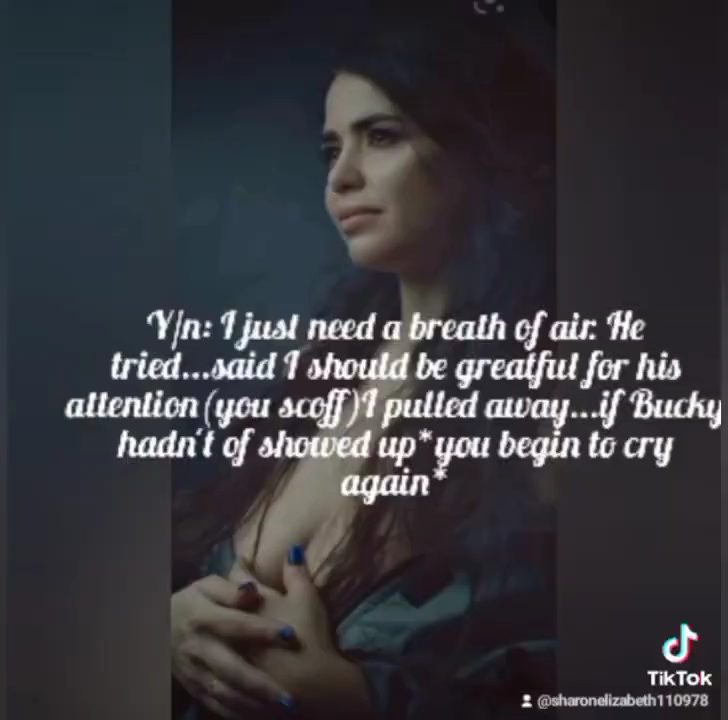 Y/n: I just need a breath of air. He
tried...said I should be greatful for his
attention (you scoff) I pulled away...if Bucky
hadn't of showed up*you begin to cry
again*
TikTok
@sharonelizabeth110978